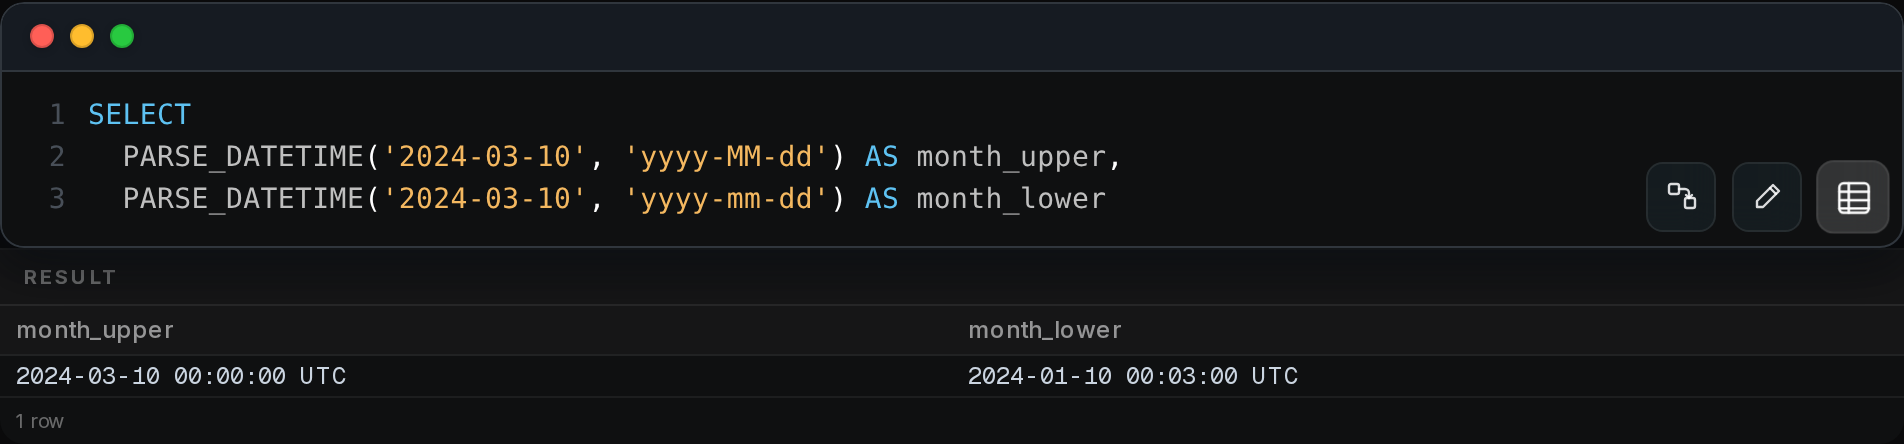 1 SELECT
2 PARSE_DATETIME('2024-03-10', 'yyyy-MM-dd') AS month_upper,
3 PARSE_DATETIME('2024-03-10', 'yyyy-mm-dd') AS month_lower
RESULT
month_upper month_lower
2024-03-10 00:00:00 UTC 2024-01-10 00:03:00 UTC
1 row